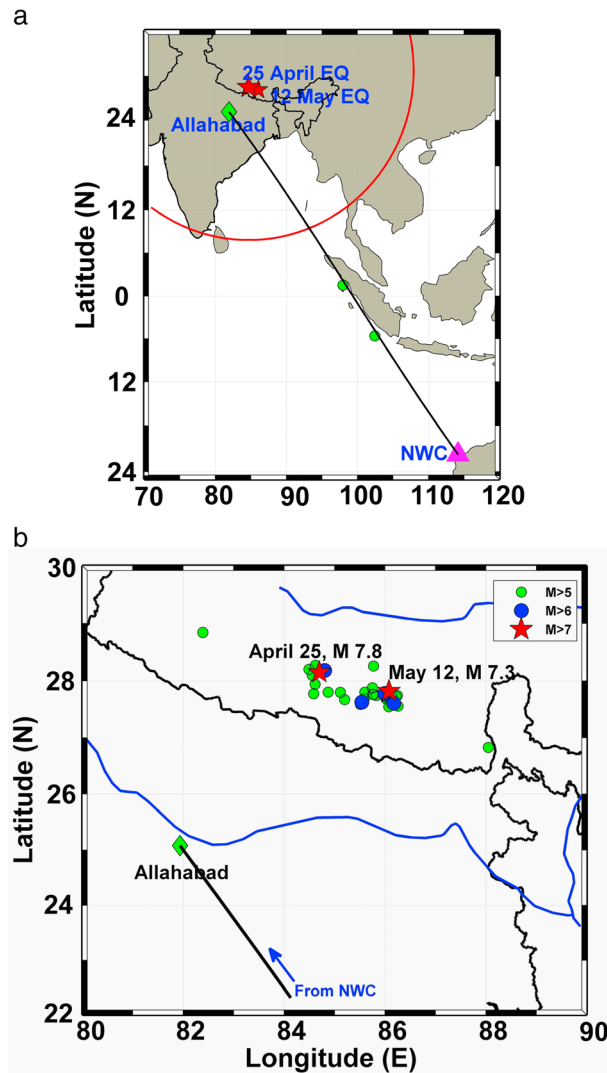 a
25 April EQ
12 May EQ
Allahabad
NWC
Latitude (N)
24
12
0
12
24
70 80 90 100 110 120
b
M>5
M>6
M>7
April 25, M 7.8
May 12, M 7.3
Allahabad
From NWC
Latitude (N)
30
28
26
24
22
80 82 84 86 88 90
Longitude (E)